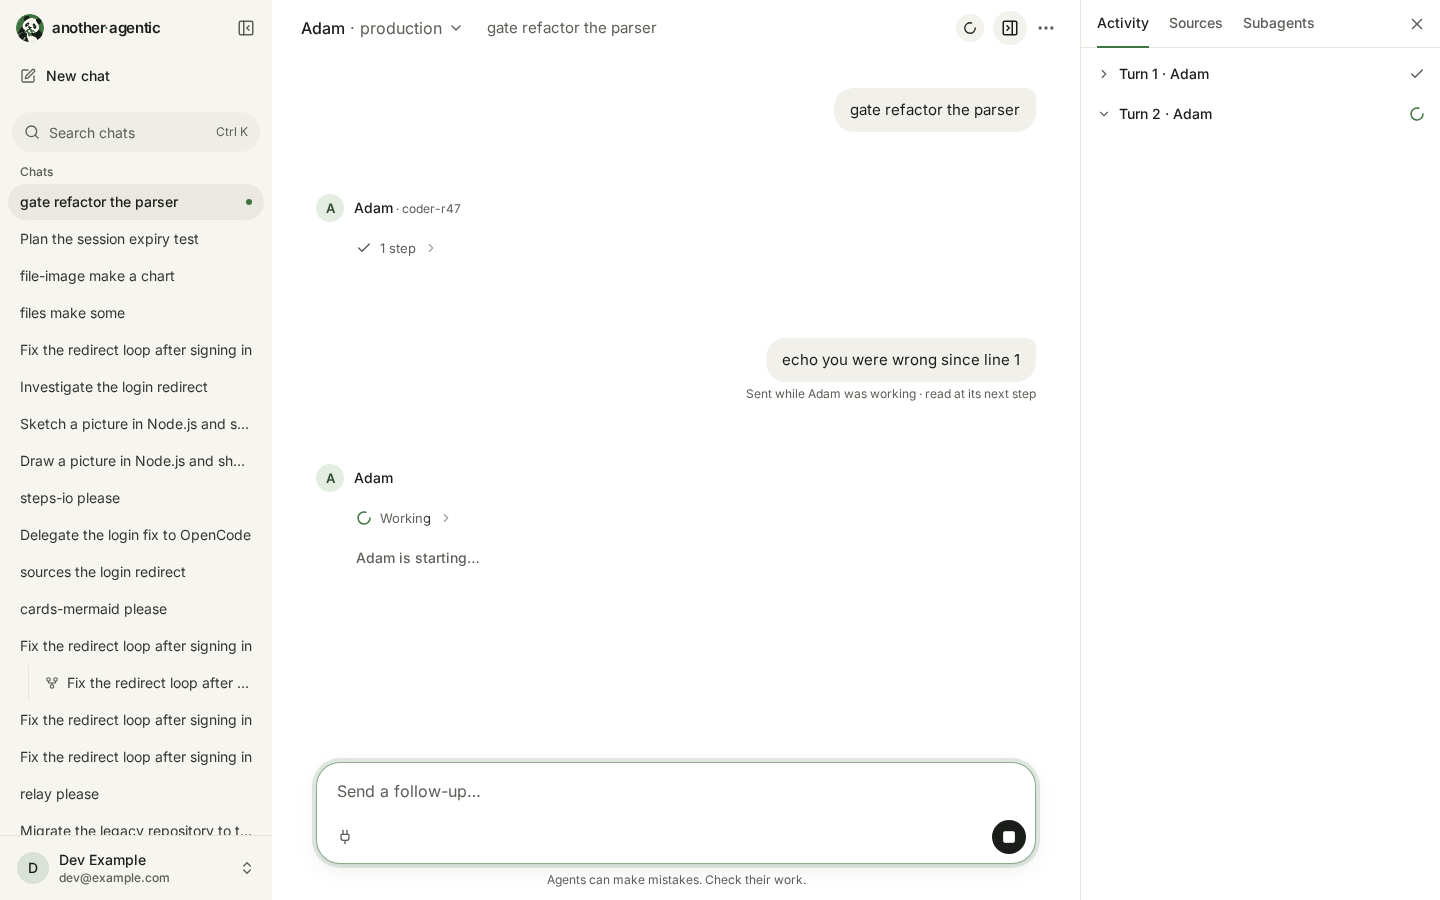 another·agentic
New chat
Search chats Ctrl K
Chats
gate refactor the parser
Plan the session expiry test
file-image make a chart
files make some
Fix the redirect loop after signing in
Investigate the login redirect
Sketch a picture in Node.js and s...
Draw a picture in Node.js and sh...
steps-io please
Delegate the login fix to OpenCode
sources the login redirect
cards-mermaid please
Fix the redirect loop after signing in
Fix the redirect loop after ...
Fix the redirect loop after signing in
Fix the redirect loop after signing in
relay please
Migrate the legacy repository to t...
D
Dev Example
dev@example.com
Adam · production gate refactor the parser
gate refactor the parser
A Adam · coder-r47
1 step
echo you were wrong since line 1
Sent while Adam was working · read at its next step
A Adam
Working
Adam is starting...
Send a follow-up...
Agents can make mistakes. Check their work.
Activity Sources Subagents
Turn 1 · Adam
Turn 2 · Adam